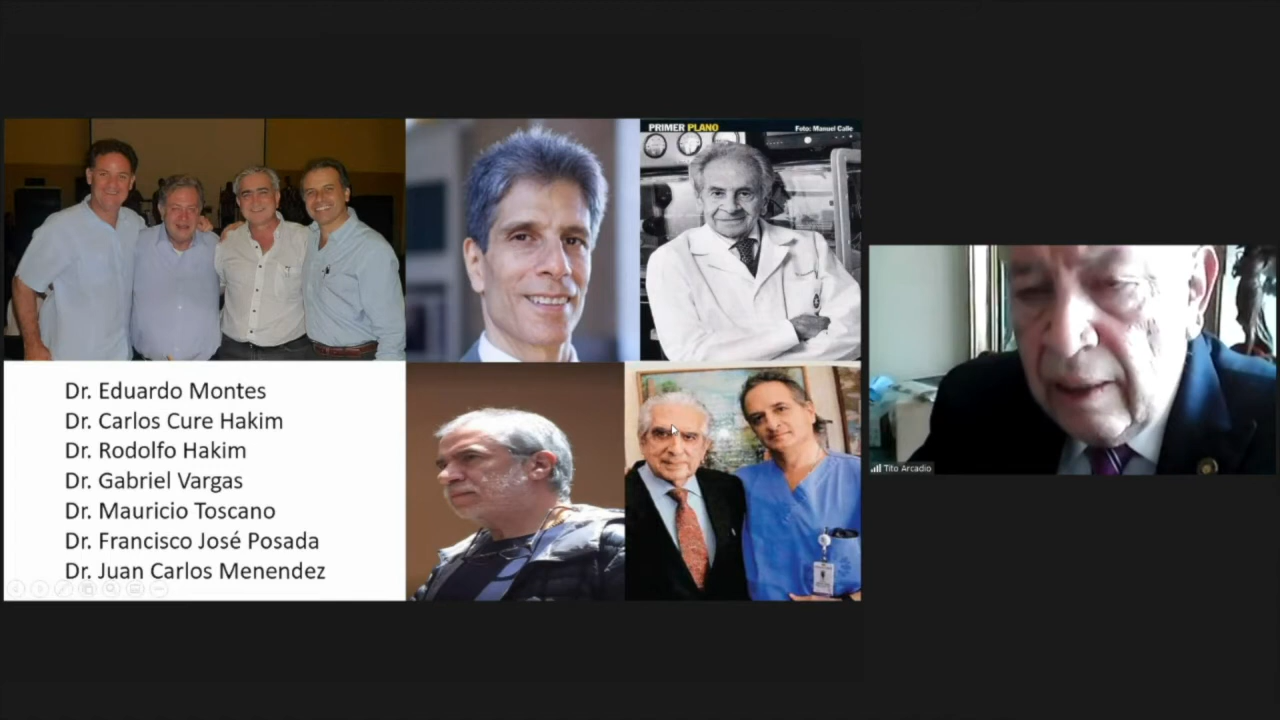 PRIMER PLANO
Foto: Manuel Calle
Dr. Eduardo Montes
Dr. Carlos Cure Hakim
Dr. Rodolfo Hakim
Dr. Gabriel Vargas
Dr. Mauricio Toscano
Dr. Francisco José Posada
Dr. Juan Carlos Menendez
Tito Arcadio